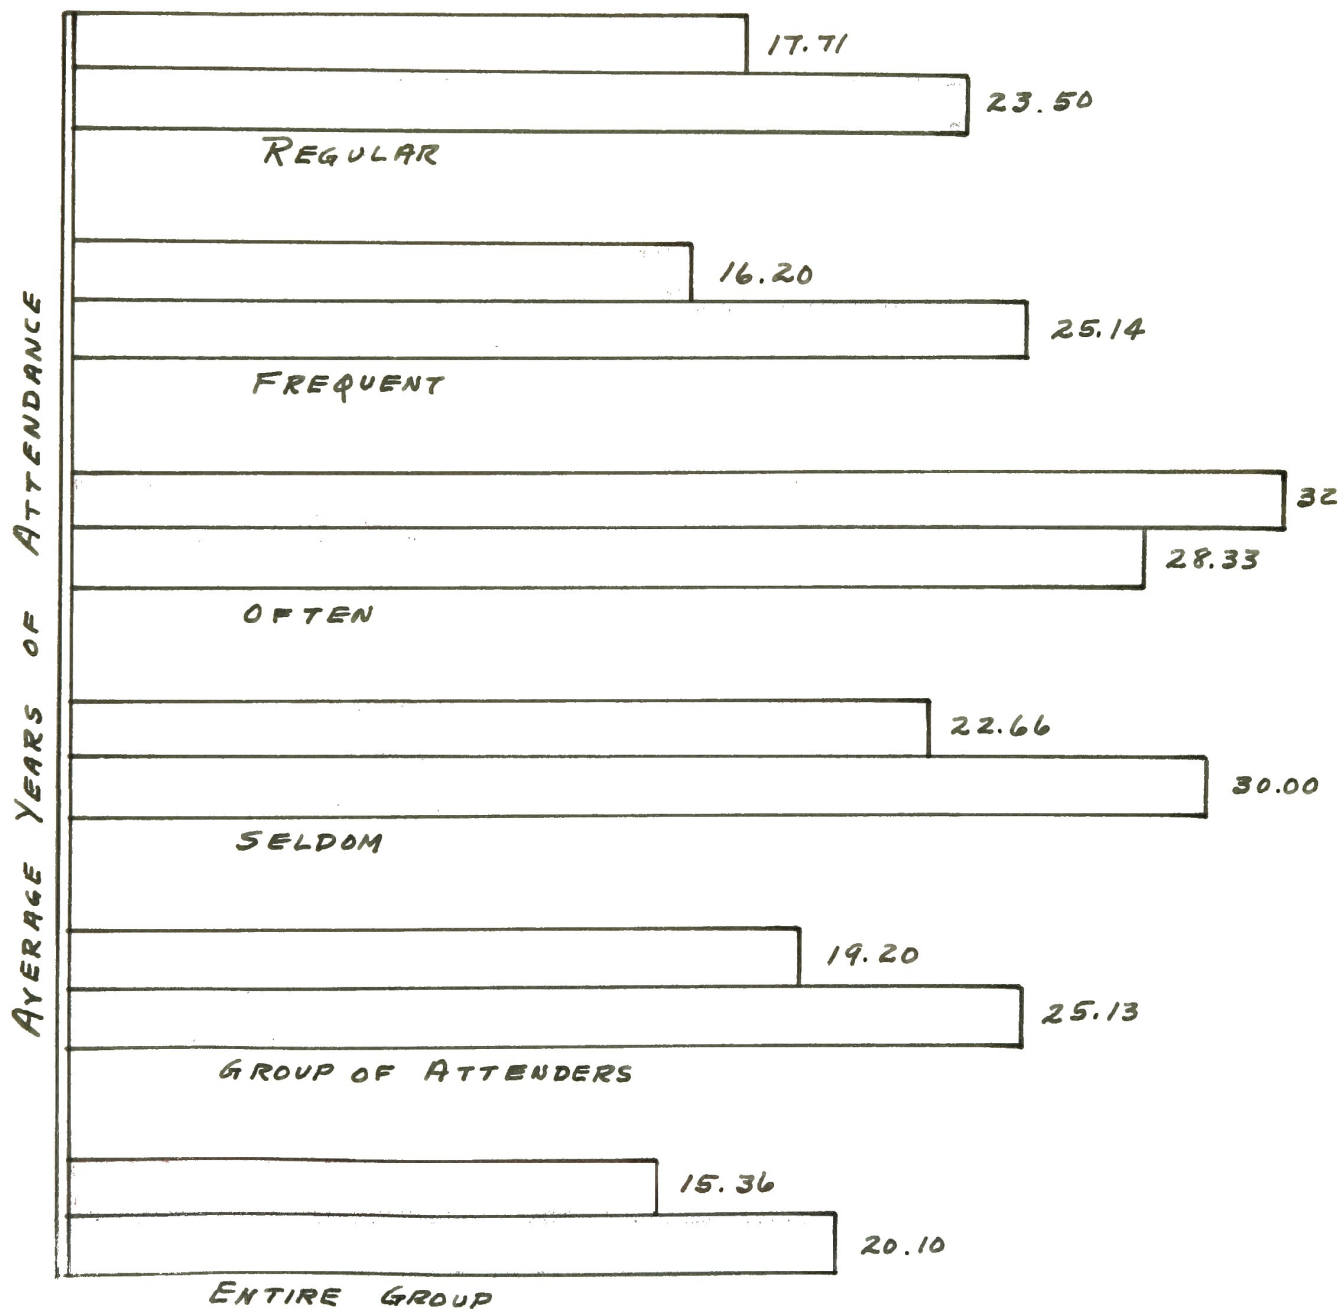 AVERAGE YEARS OF ATTENDANCE
17.71
23.50
REGULAR
16.20
25.14
FREQUENT
32
28.33
OFTEN
22.66
30.00
SELDOM
19.20
25.13
GROUP OF ATTENDERS
15.36
20.10
ENTIRE GROUP